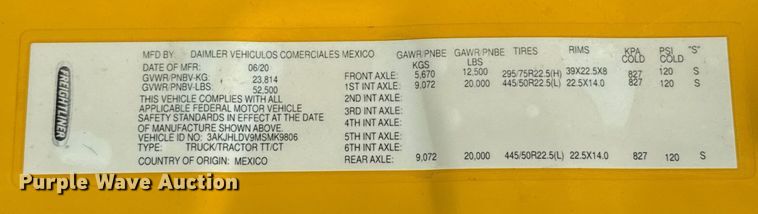 FREIGHTLINER
MFD BY: DAIMLER VEHICULOS COMERCIALES MEXICO
DATE OF MFR: 06/20
GVWR/PNBV-KG: 23,814
GVWR/PNBV-LBS: 52,500
THIS VEHICLE COMPLIES WITH ALL
APPLICABLE FEDERAL MOTOR VEHICLE
SAFETY STANDARDS IN EFFECT AT THE DATE
OF MANUFACTURE SHOWN ABOVE.
VEHICLE ID NO: 3AKJHLDV9MSMK9806
TYPE: TRUCK/TRACTOR TT/CT
COUNTRY OF ORIGIN: MEXICO
GAWR/PNBE KGS GAWR/PNBE LBS TIRES RIMS KPA COLD PSI COLD "S"
FRONT AXLE: 5,670 12,500 295/75R22.5(H) 39X22.5X8 827 120 S
1ST INT AXLE: 9,072 20,000 445/50R22.5(L) 22.5X14.0 827 120 S
2ND INT AXLE:
3RD INT AXLE:
4TH INT AXLE:
5TH INT AXLE:
6TH INT AXLE:
REAR AXLE: 9,072 20,000 445/50R22.5(L) 22.5X14.0 827 120 S
Purple Wave Auction